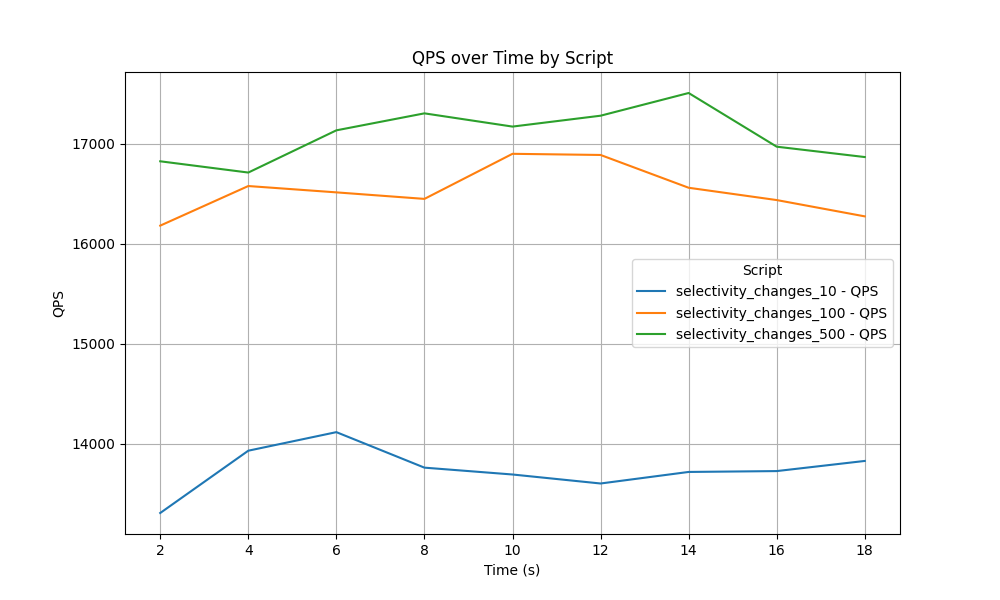 QPS over Time by Script
17000
16000
15000
14000
QPS
Script
selectivity_changes_10 - QPS
selectivity_changes_100 - QPS
selectivity_changes_500 - QPS
2 4 6 8 10 12 14 16 18
Time (s)